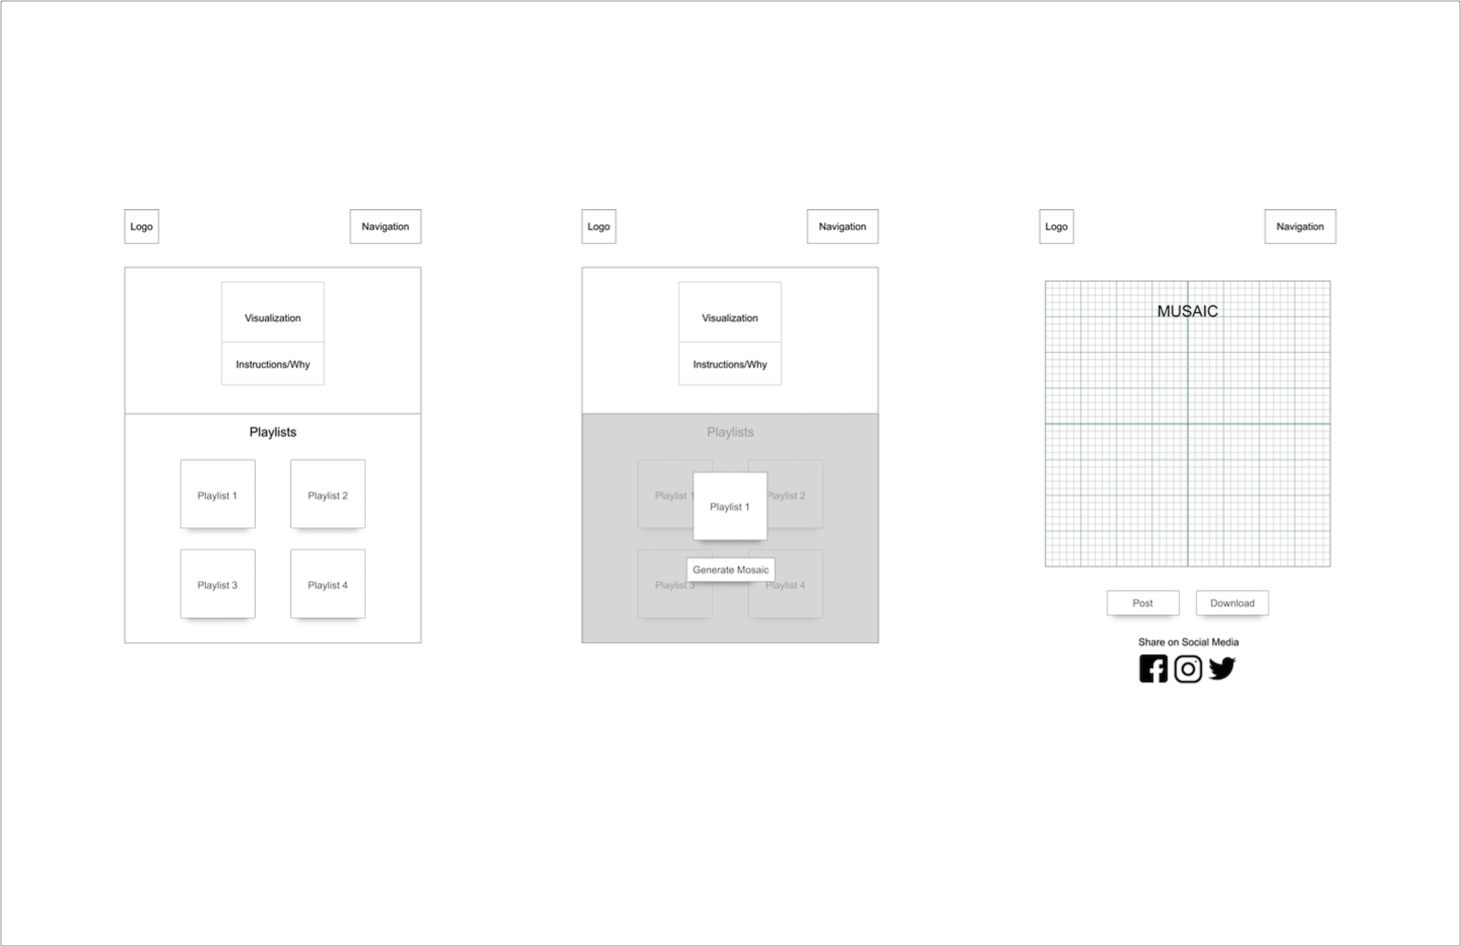 Logo
Navigation
Visualization
Instructions/Why
Playlists
Playlist 1
Playlist 2
Playlist 3
Playlist 4
Logo
Navigation
Visualization
Instructions/Why
Playlists
Playlist 1
Playlist 1
Playlist 2
Generate Mosaic
Playlist 3
Playlist 4
Logo
Navigation
MUSAIC
Post
Download
Share on Social Media